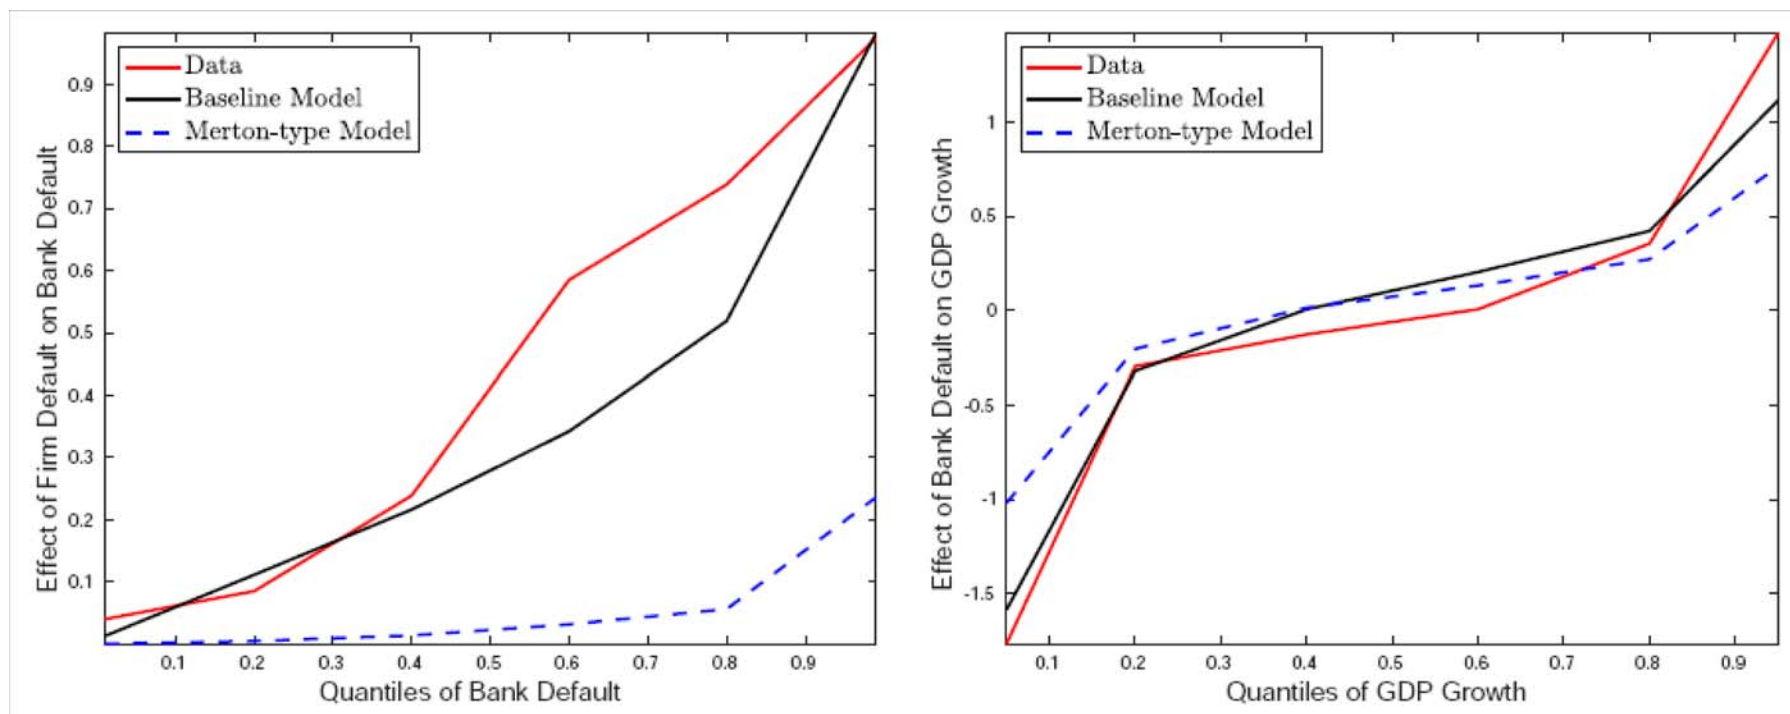 Data
Baseline Model
Merton-type Model
0.9
0.8
0.7
0.6
0.5
0.4
0.3
0.2
0.1
Effect of Firm Default on Bank Default
0.1 0.2 0.3 0.4 0.5 0.6 0.7 0.8 0.9
Quantiles of Bank Default
Data
Baseline Model
Merton-type Model
1
0.5
0
-0.5
-1
-1.5
Effect of Bank Default on GDP Growth
0.1 0.2 0.3 0.4 0.5 0.6 0.7 0.8 0.9
Quantiles of GDP Growth